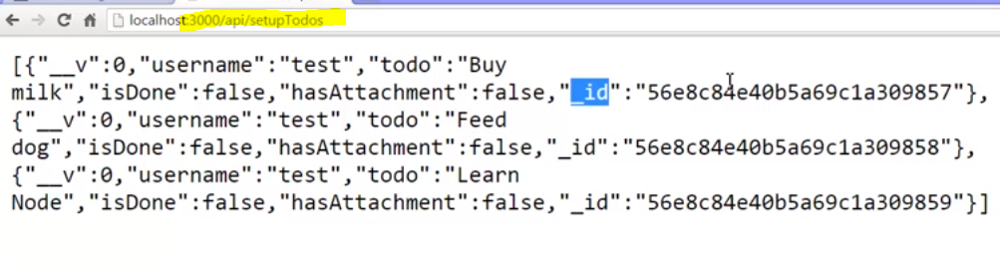 localhost:3000/api/setupTodos
[{"__v":0,"username":"test","todo":"Buy
milk","isDone":false,"hasAttachment":false,"_id":"56e8c84e40b5a69c1a309857"},
{"__v":0,"username":"test","todo":"Feed
dog","isDone":false,"hasAttachment":false,"_id":"56e8c84e40b5a69c1a309858"},
{"__v":0,"username":"test","todo":"Learn
Node","isDone":false,"hasAttachment":false,"_id":"56e8c84e40b5a69c1a309859"}]